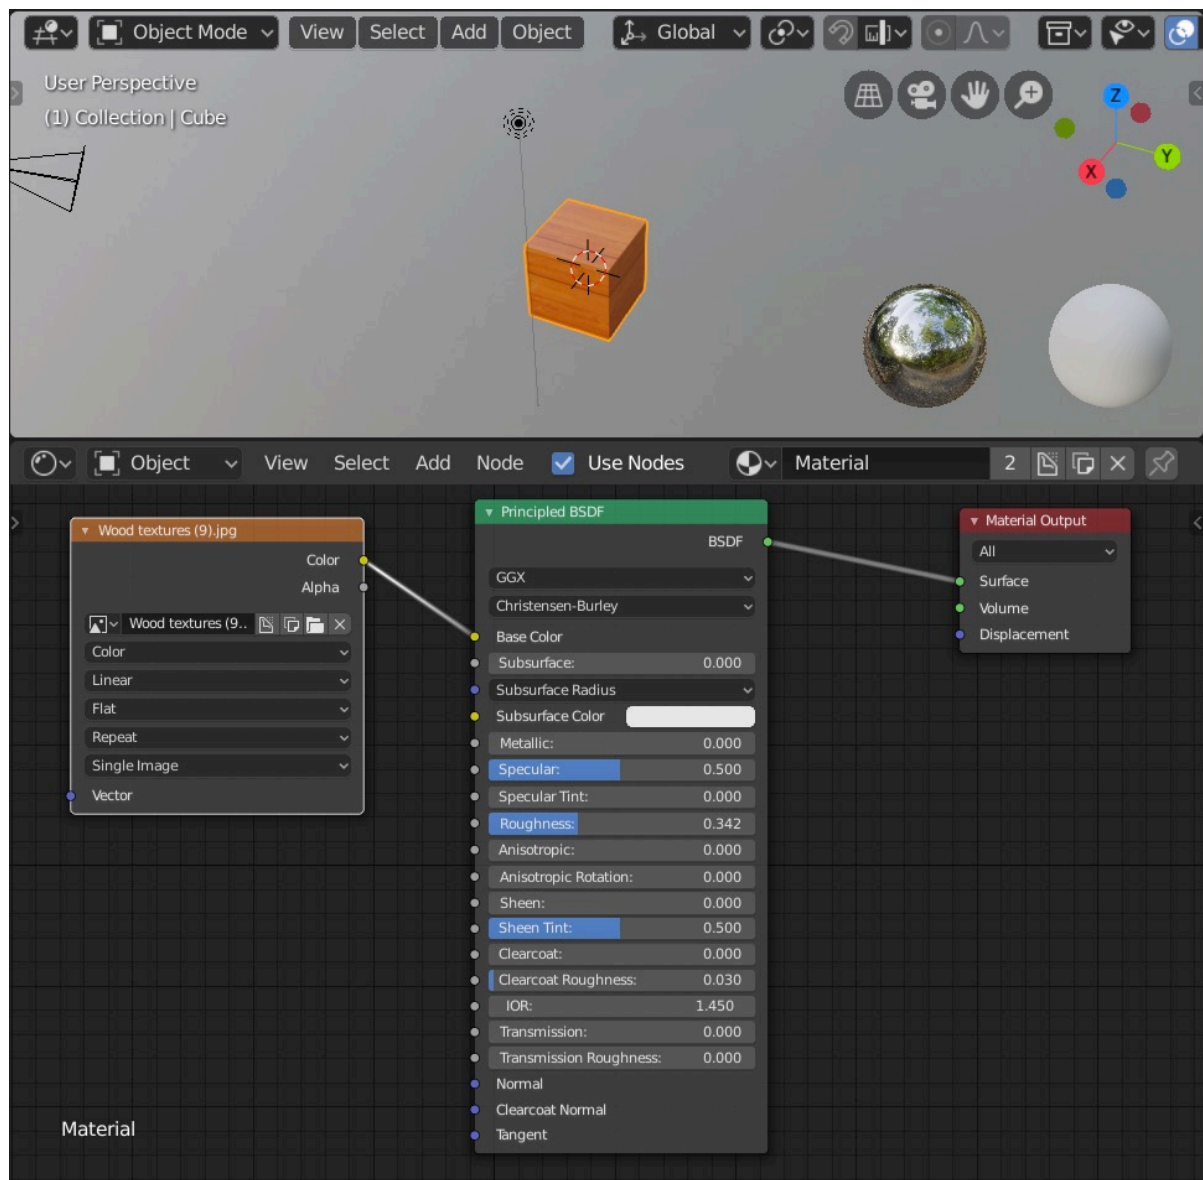 Object Mode View Select Add Object Global
User Perspective
(1) Collection | Cube
Z
Y
X
Object View Select Add Node Use Nodes Material 2
Wood textures (9).jpg
Color
Alpha
Wood textures (9..
Color
Linear
Flat
Repeat
Single Image
Vector
Principled BSDF
BSDF
GGX
Christensen-Burley
Base Color
Subsurface: 0.000
Subsurface Radius
Subsurface Color
Metallic: 0.000
Specular: 0.500
Specular Tint: 0.000
Roughness: 0.342
Anisotropic: 0.000
Anisotropic Rotation: 0.000
Sheen: 0.000
Sheen Tint: 0.500
Clearcoat: 0.000
Clearcoat Roughness: 0.030
IOR: 1.450
Transmission: 0.000
Transmission Roughness: 0.000
Normal
Clearcoat Normal
Tangent
Material Output
All
Surface
Volume
Displacement
Material